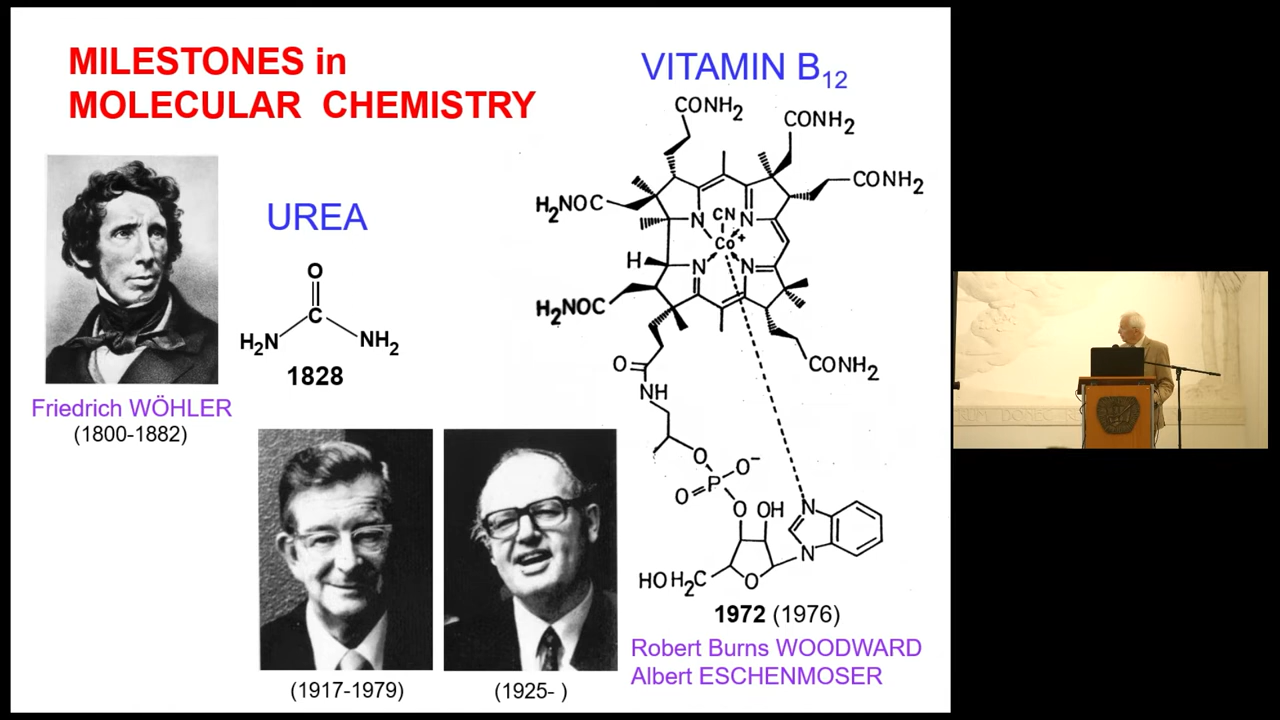 MILESTONES in
MOLECULAR CHEMISTRY
Friedrich WÖHLER
(1800-1882)
UREA
O
C
H₂N
NH₂
1828
(1917-1979)
(1925- )
VITAMIN B₁₂
CONH₂
CONH₂
CONH₂
H₂NOC
N
CN
N
Co⁺
H
N
N
H₂NOC
CONH₂
O
NH
O
O⁻
P
O
O
OH
N
N
HOH₂C
O
1972 (1976)
Robert Burns WOODWARD
Albert ESCHENMOSER